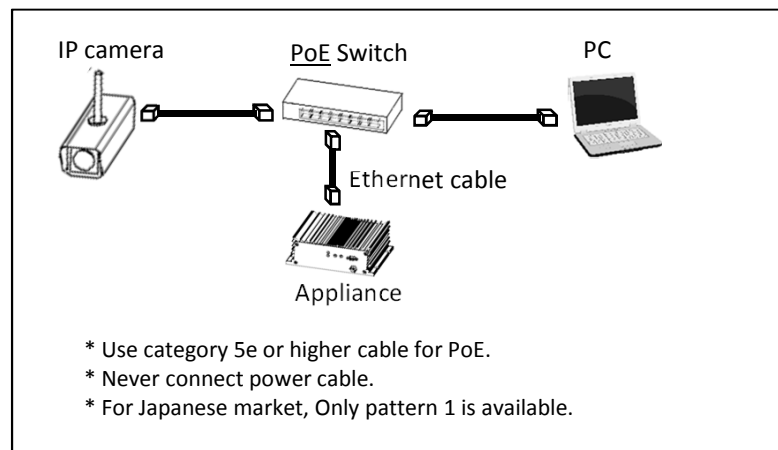 IP camera
PoE Switch
PC
Ethernet cable
Appliance
* Use category 5e or higher cable for PoE.
* Never connect power cable.
* For Japanese market, Only pattern 1 is available.